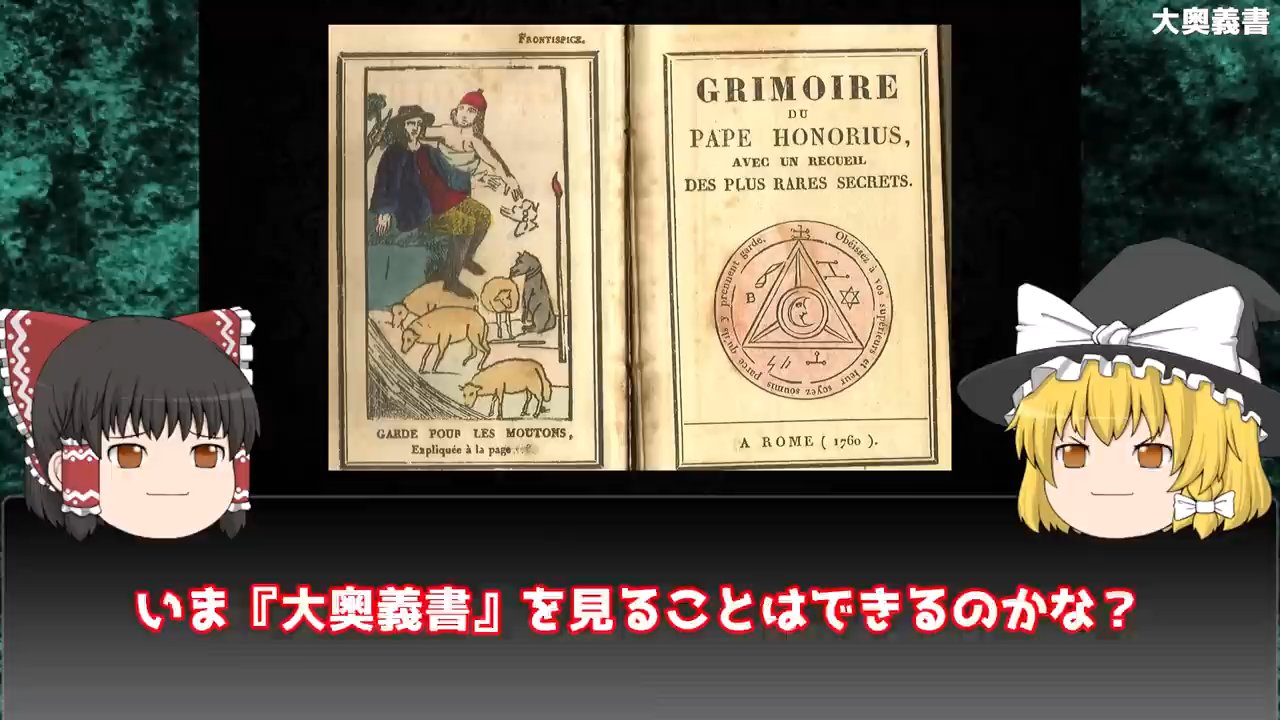 大奥義書
FRONTISPICE.
GARDE POUR LES MOUTONS,
Expliquée à la page
GRIMOIRE
DU
PAPE HONORIUS,
AVEC UN RECUEIL
DES PLUS RARES SECRETS.
Obéissez à vos supérieurs et leur soyez soumis parce qu'ils y prennent garde.
B
A ROME ( 1760 ).
いま『大奥義書』を見ることはできるのかな？